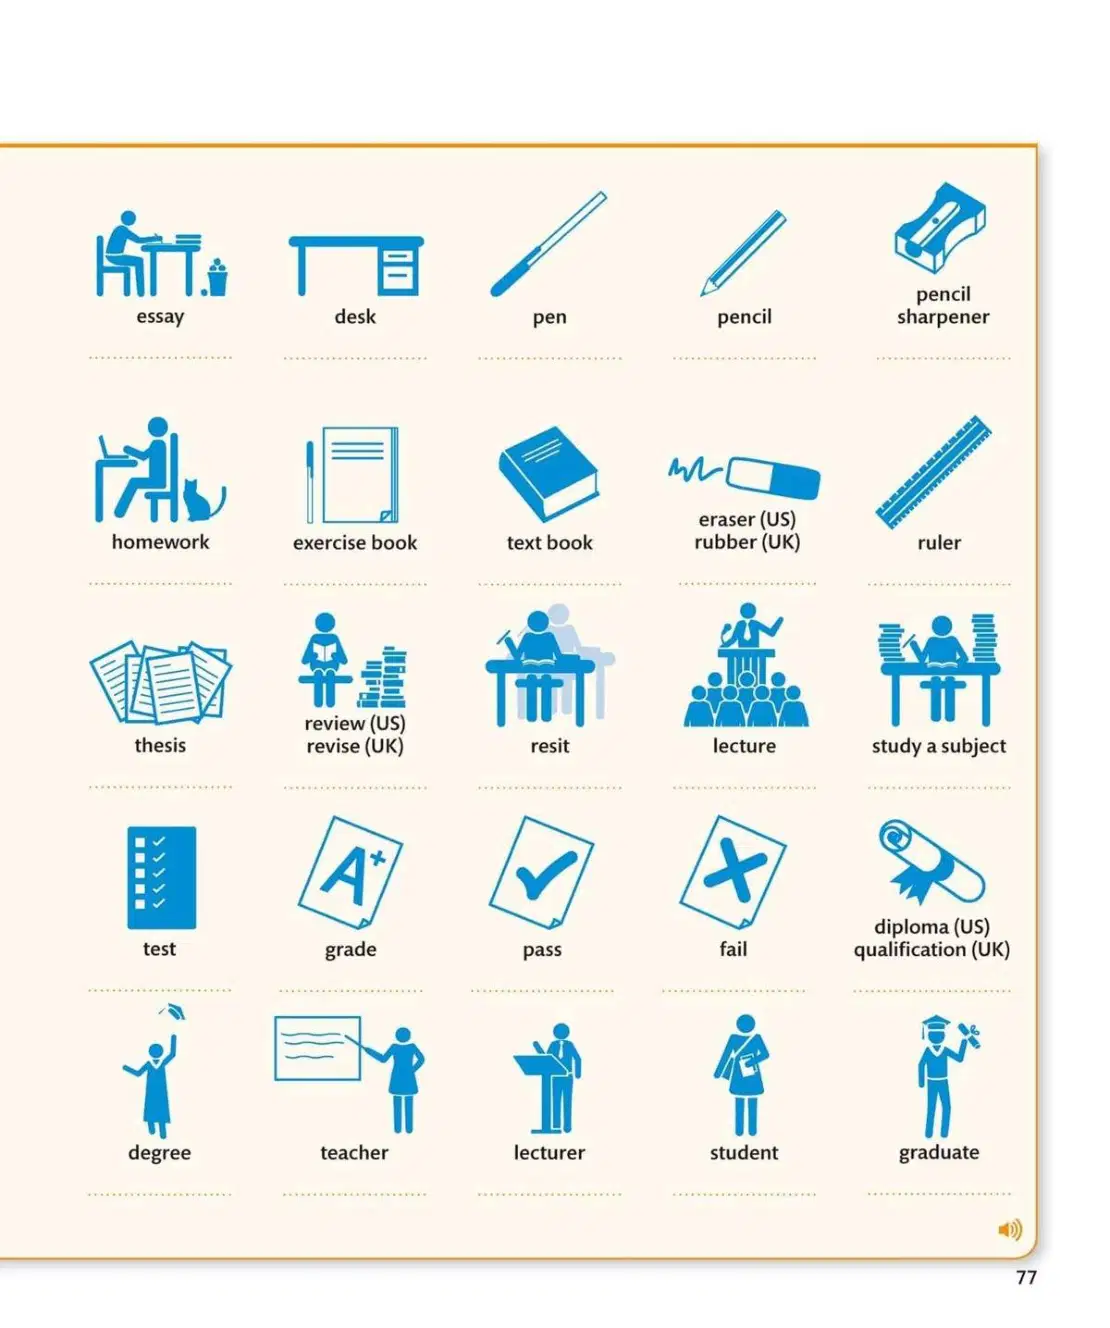 essay
desk
pen
pencil
pencil
sharpener
homework
exercise book
text book
eraser (US)
rubber (UK)
ruler
thesis
review (US)
revise (UK)
resit
lecture
study a subject
test
A+
grade
pass
fail
diploma (US)
qualification (UK)
degree
teacher
lecturer
student
graduate
77